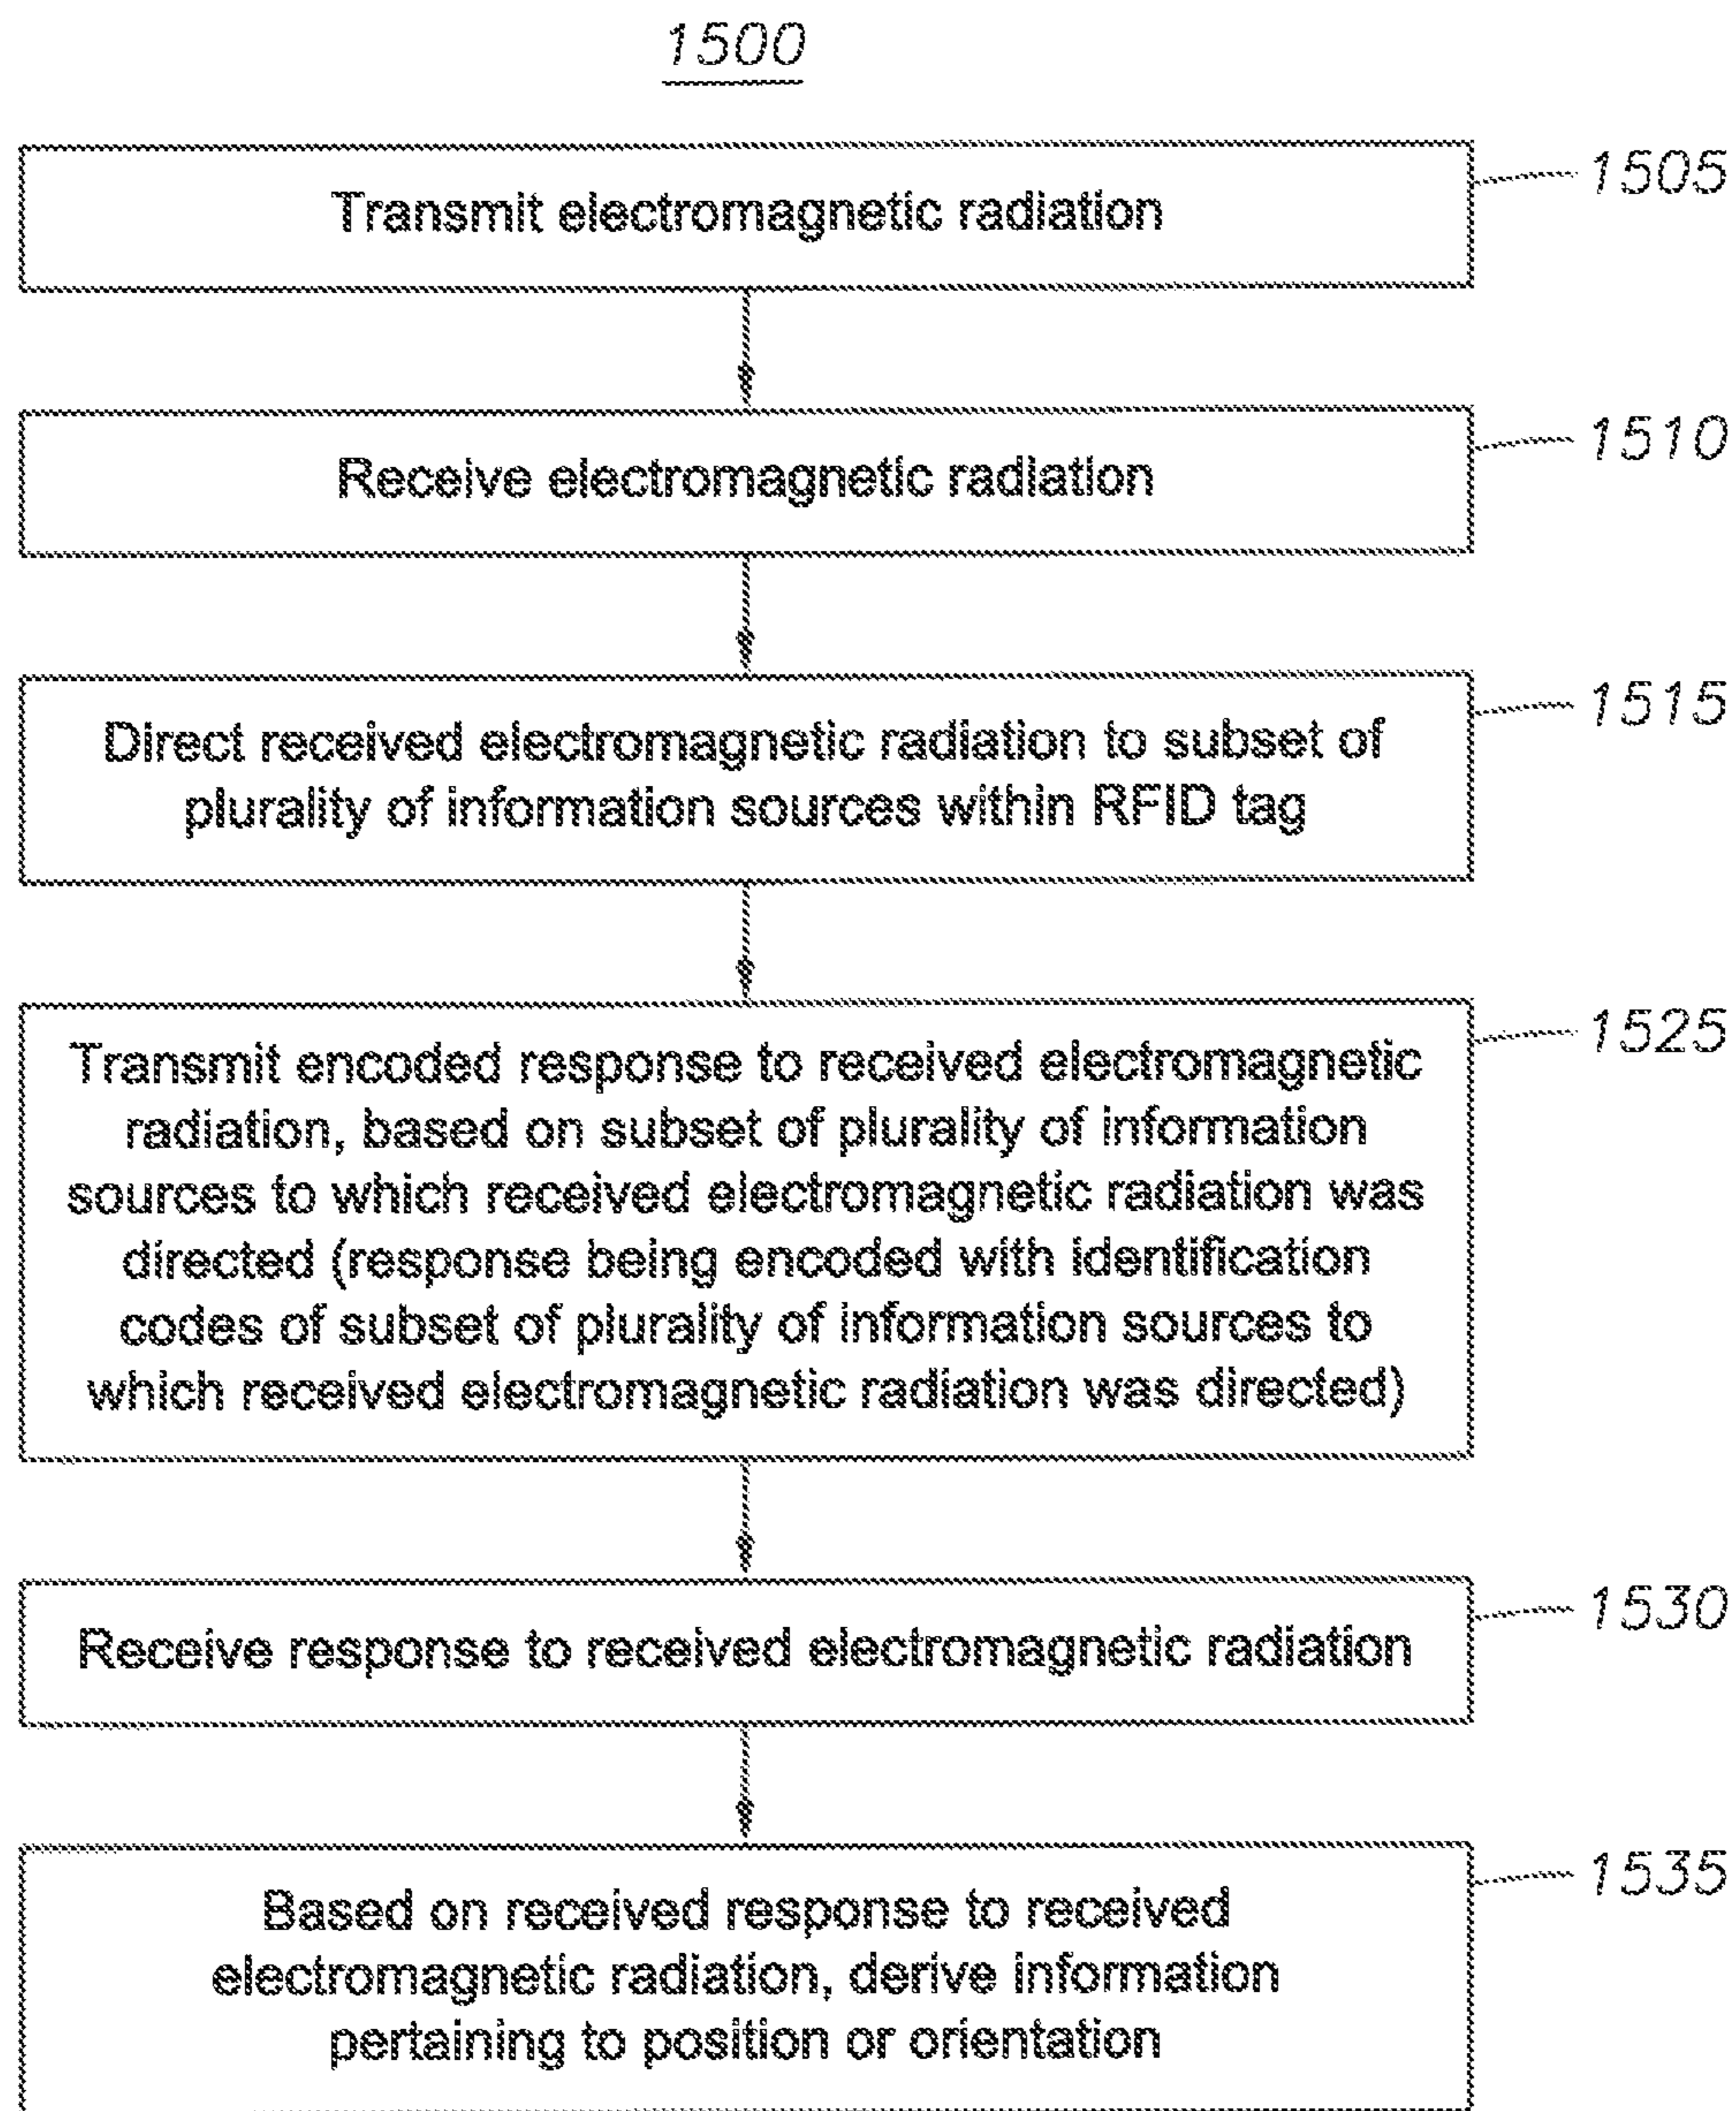 1500
Transmit electromagnetic radiation
1505
Receive electromagnetic radiation
1510
Direct received electromagnetic radiation to subset of
plurality of information sources within RFID tag
1515
Transmit encoded response to received electromagnetic
radiation, based on subset of plurality of information
sources to which received electromagnetic radiation was
directed (response being encoded with identification
codes of subset of plurality of information sources to
which received electromagnetic radiation was directed)
1525
Receive response to received electromagnetic radiation
1530
Based on received response to received
electromagnetic radiation, derive information
pertaining to position or orientation
1535